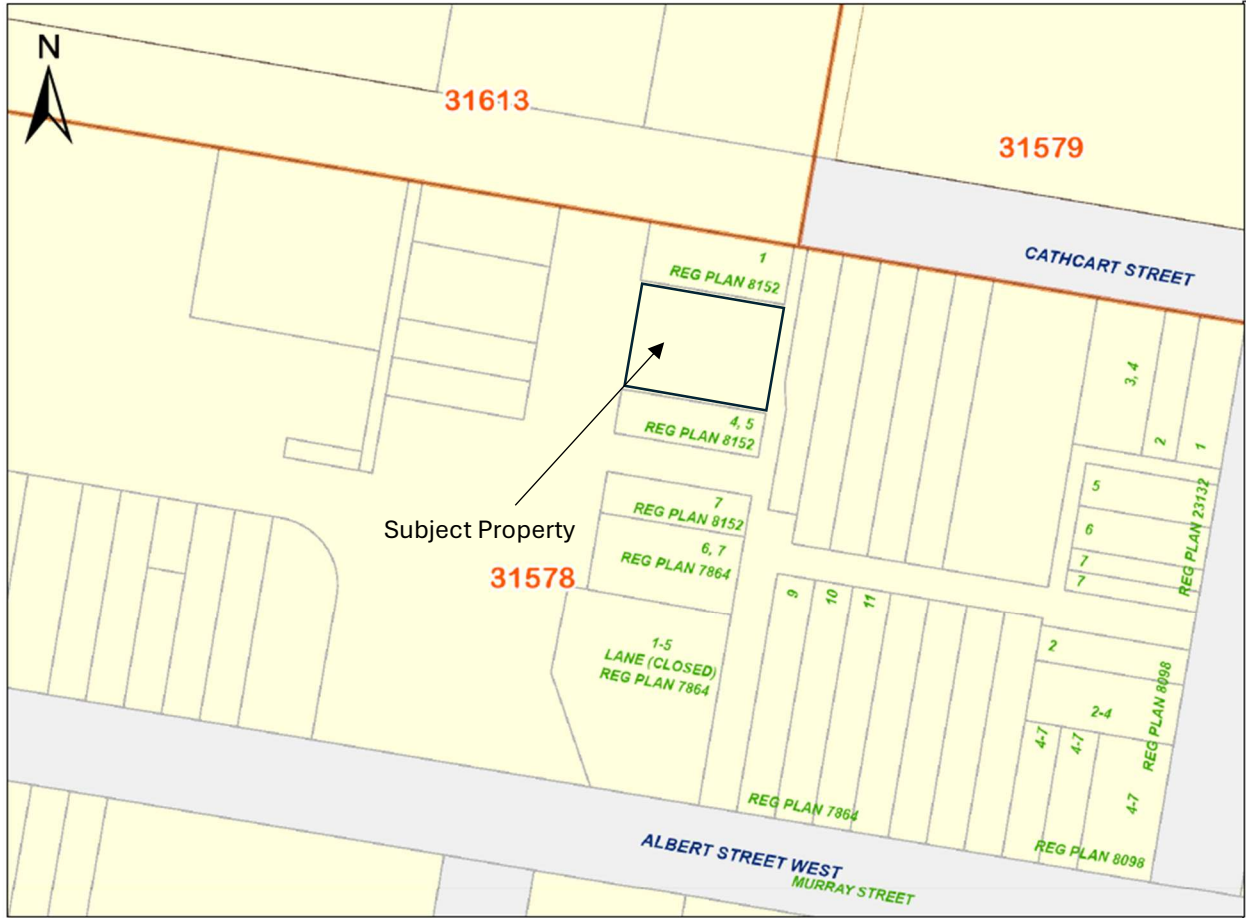 N
31613
31579
CATHCART STREET
1
REG PLAN 8152
3, 4
2
1
4, 5
REG PLAN 8152
5
6
7
7
REG PLAN 23132
Subject Property
7
REG PLAN 8152
6, 7
REG PLAN 7864
31578
9
10
11
1-5
LANE (CLOSED)
REG PLAN 7864
2
2-4
REG PLAN 8098
4-7
4-7
4-7
REG PLAN 7864
REG PLAN 8098
ALBERT STREET WEST
MURRAY STREET